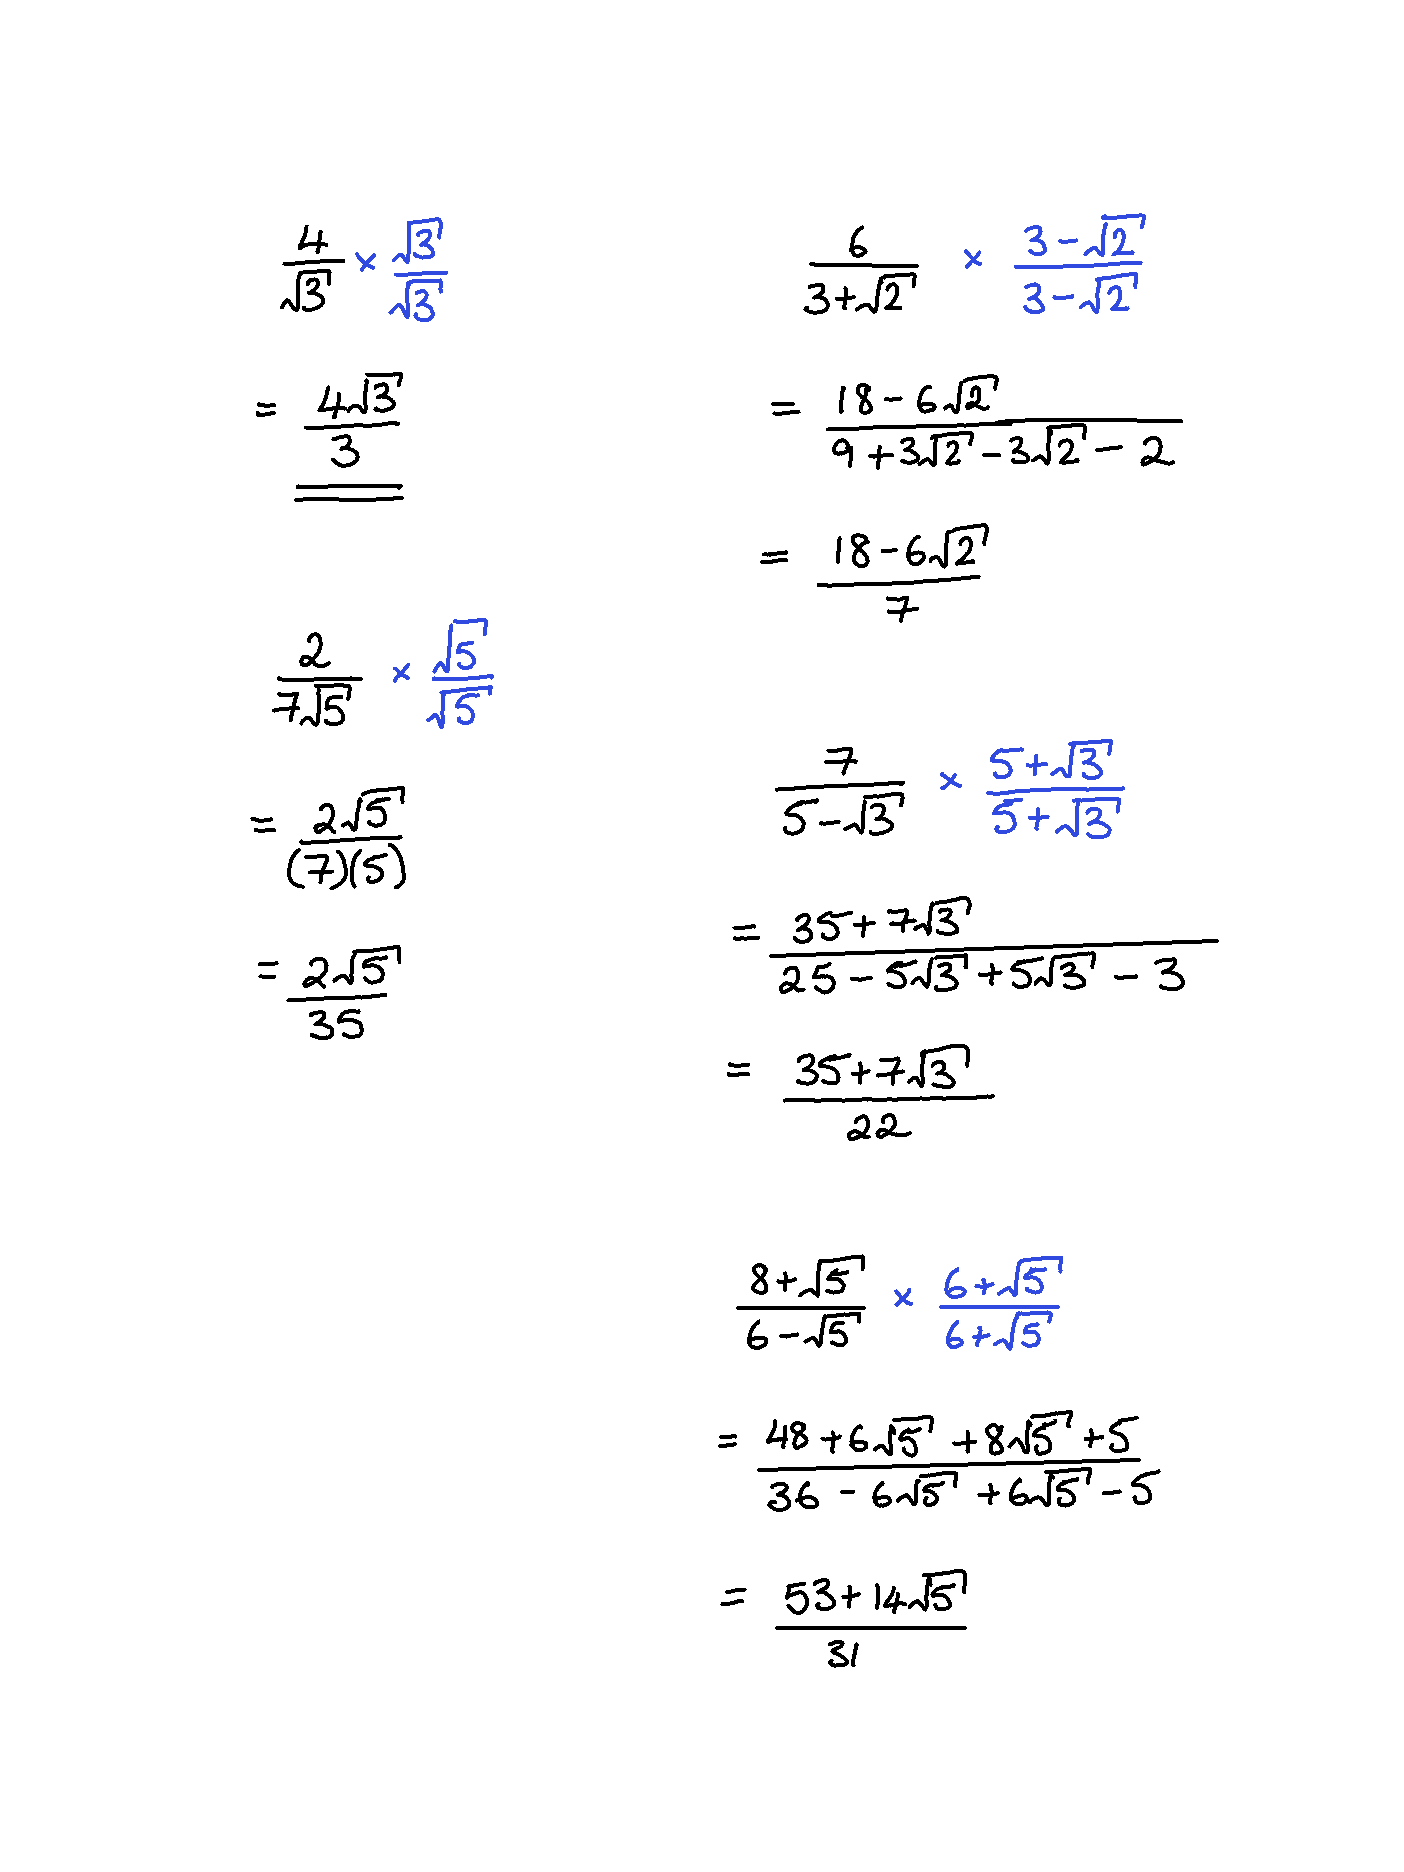 4/√3 × √3/√3
= 4√3/3
2/7√5 × √5/√5
= 2√5/(7)(5)
= 2√5/35
6/3+√2 × 3-√2/3-√2
= 18-6√2/9+3√2-3√2-2
= 18-6√2/7
7/5-√3 × 5+√3/5+√3
= 35+7√3/25-5√3+5√3-3
= 35+7√3/22
8+√5/6-√5 × 6+√5/6+√5
= 48+6√5+8√5+5/36-6√5+6√5-5
= 53+14√5/31